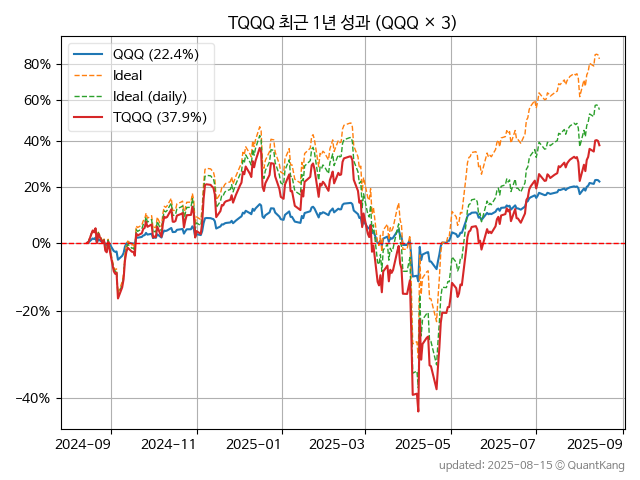 TQQQ 최근 1년 성과 (QQQ × 3)
QQQ (22.4%)
Ideal
Ideal (daily)
TQQQ (37.9%)
80%
60%
40%
20%
0%
−20%
−40%
2024-09 2024-11 2025-01 2025-03 2025-05 2025-07 2025-09
updated: 2025-08-15 © QuantKang